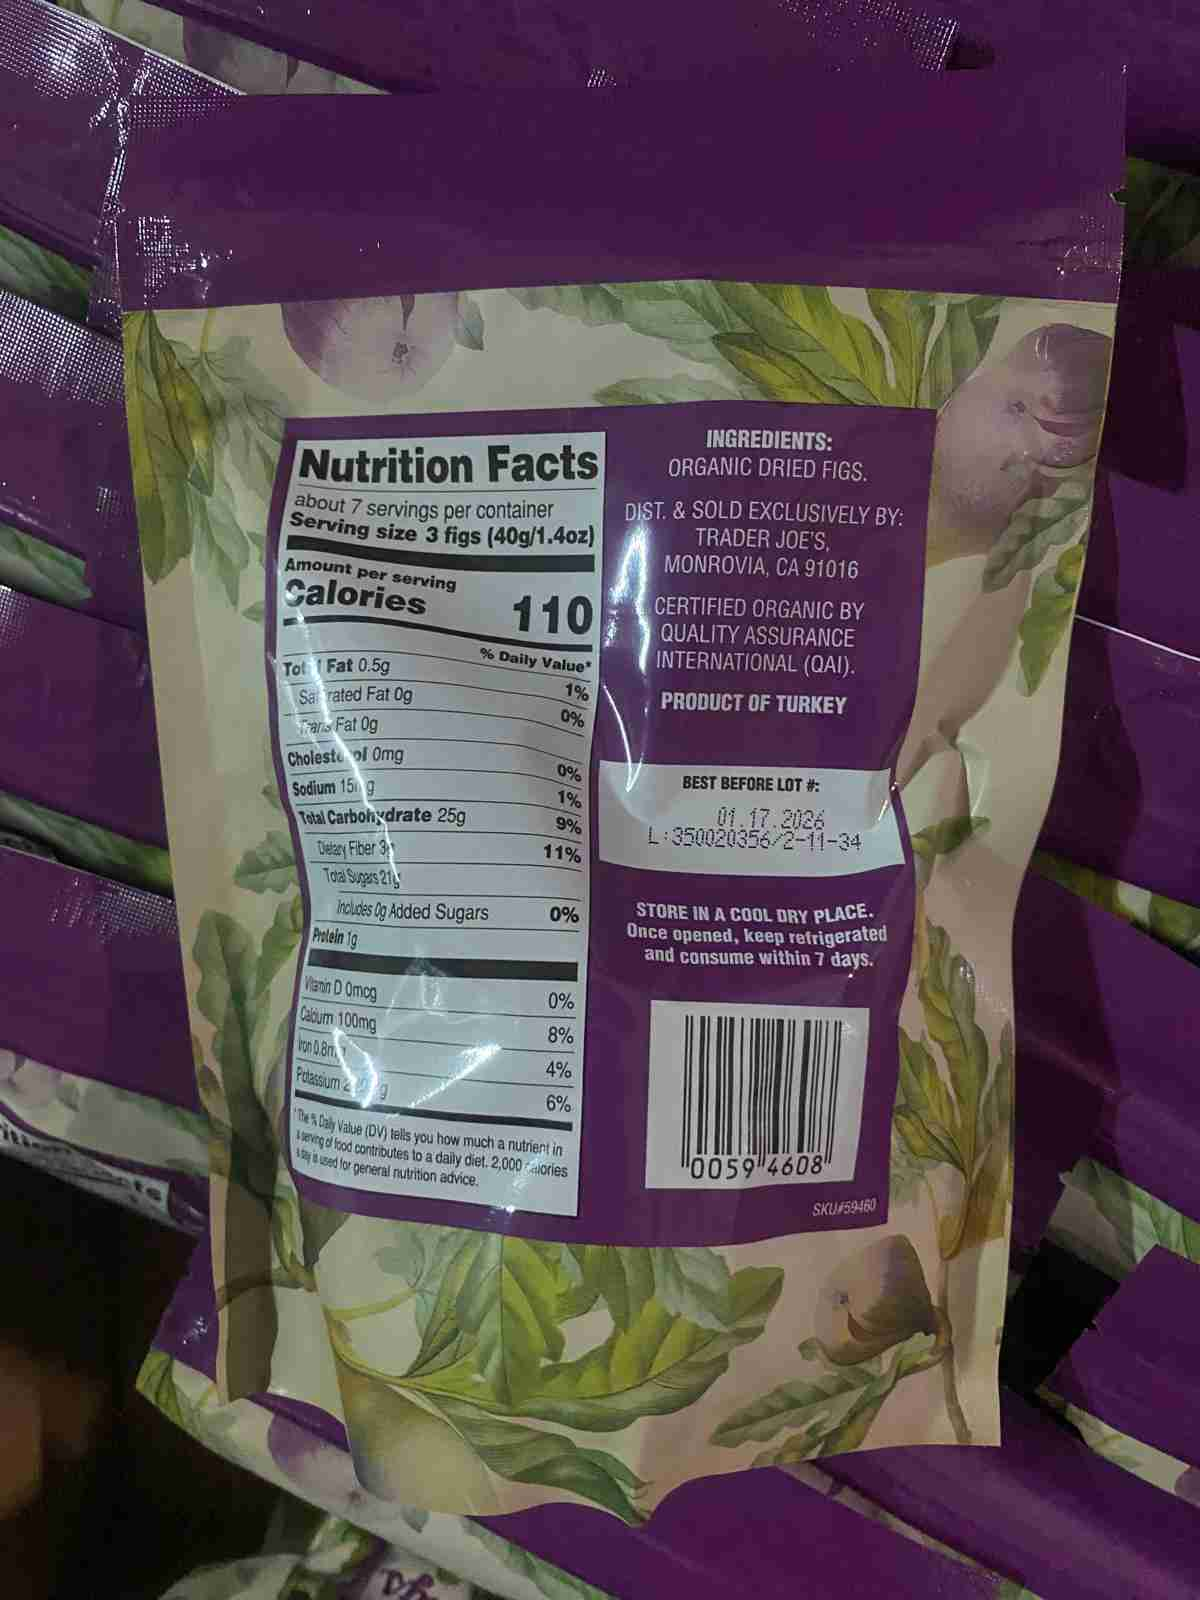 Nutrition Facts
about 7 servings per container
Serving size 3 figs (40g/1.4oz)
Amount per serving
Calories 110
% Daily Value*
Total Fat 0.5g 1%
Saturated Fat 0g 0%
Trans Fat 0g
Cholesterol 0mg 0%
Sodium 15mg 1%
Total Carbohydrate 25g 9%
Dietary Fiber 3g 11%
Total Sugars 21g
Includes 0g Added Sugars 0%
Protein 1g
Vitamin D 0mcg 0%
Calcium 100mg 8%
Iron 0.8mg 4%
Potassium 6%
*The % Daily Value (DV) tells you how much a nutrient in
a serving of food contributes to a daily diet. 2,000 calories
a day is used for general nutrition advice.
INGREDIENTS:
ORGANIC DRIED FIGS.
DIST. & SOLD EXCLUSIVELY BY:
TRADER JOE'S,
MONROVIA, CA 91016
CERTIFIED ORGANIC BY
QUALITY ASSURANCE
INTERNATIONAL (QAI).
PRODUCT OF TURKEY
BEST BEFORE LOT #:
01.17.2026
L:350020356/2-11-34
STORE IN A COOL DRY PLACE.
Once opened, keep refrigerated
and consume within 7 days.
0059 4608
SKU#59460